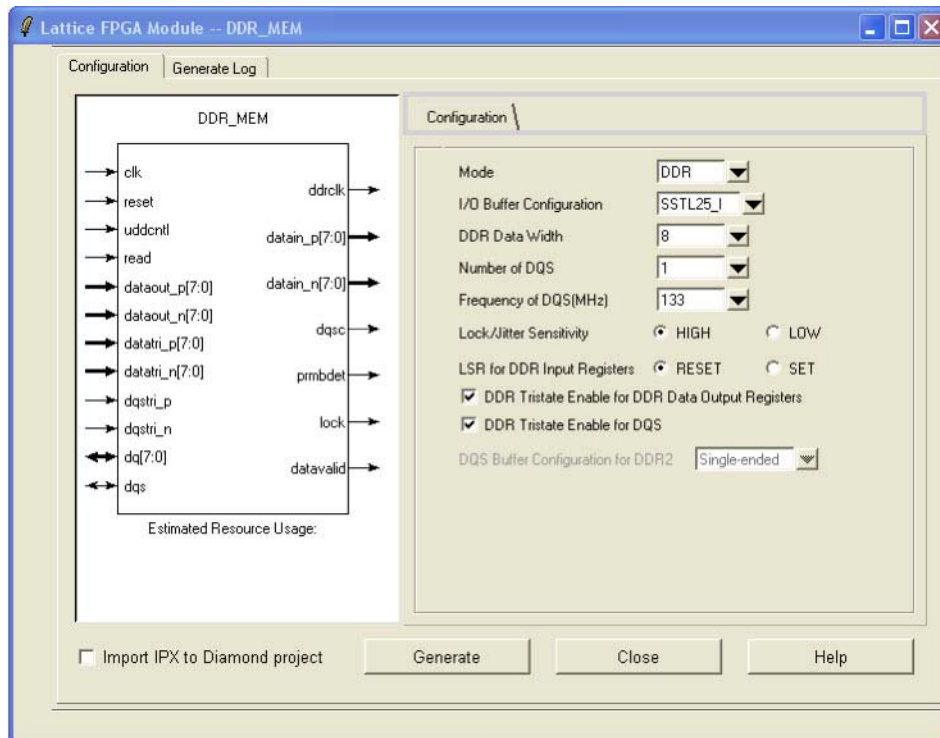 Lattice FPGA Module -- DDR_MEM
Configuration
Generate Log
DDR_MEM
clk
reset
uddcntl
read
dataout_p[7:0]
dataout_n[7:0]
datatri_p[7:0]
datatri_n[7:0]
dqstri_p
dqstri_n
dq[7:0]
dqs
ddrclk
datain_p[7:0]
datain_n[7:0]
dqsc
prmbdet
lock
datavalid
Estimated Resource Usage:
Configuration
Mode DDR
I/O Buffer Configuration SSTL25_I
DDR Data Width 8
Number of DQS 1
Frequency of DQS(MHz) 133
Lock/Jitter Sensitivity HIGH LOW
LSR for DDR Input Registers RESET SET
DDR Tristate Enable for DDR Data Output Registers
DDR Tristate Enable for DQS
DQS Buffer Configuration for DDR2 Single-ended
Import IPX to Diamond project
Generate
Close
Help